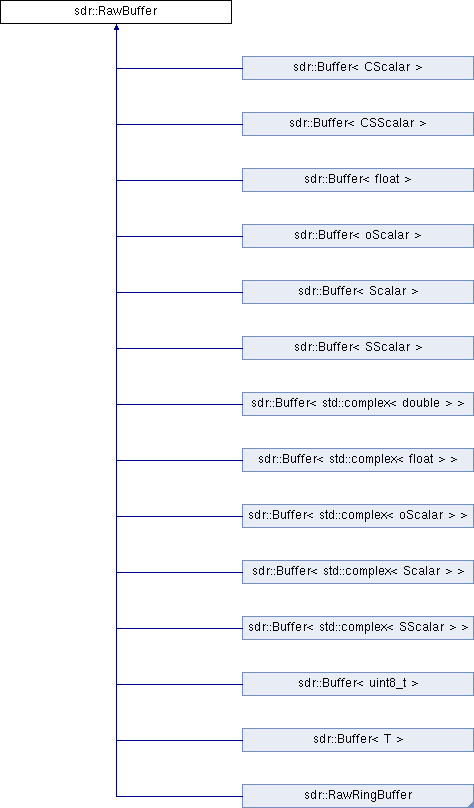 sdr::RawBuffer
sdr::Buffer< CScalar >
sdr::Buffer< CSScalar >
sdr::Buffer< float >
sdr::Buffer< oScalar >
sdr::Buffer< Scalar >
sdr::Buffer< SScalar >
sdr::Buffer< std::complex< double > >
sdr::Buffer< std::complex< float > >
sdr::Buffer< std::complex< oScalar > >
sdr::Buffer< std::complex< Scalar > >
sdr::Buffer< std::complex< SScalar > >
sdr::Buffer< uint8_t >
sdr::Buffer< T >
sdr::RawRingBuffer